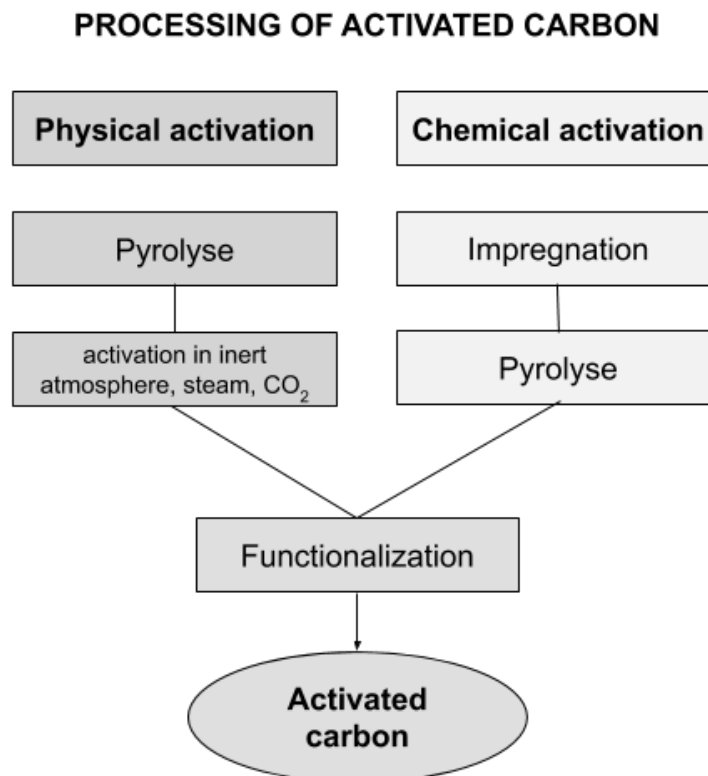 PROCESSING OF ACTIVATED CARBON
Physical activation
Chemical activation
Pyrolyse
Impregnation
activation in inert
atmosphere, steam, CO₂
Pyrolyse
Functionalization
Activated
carbon